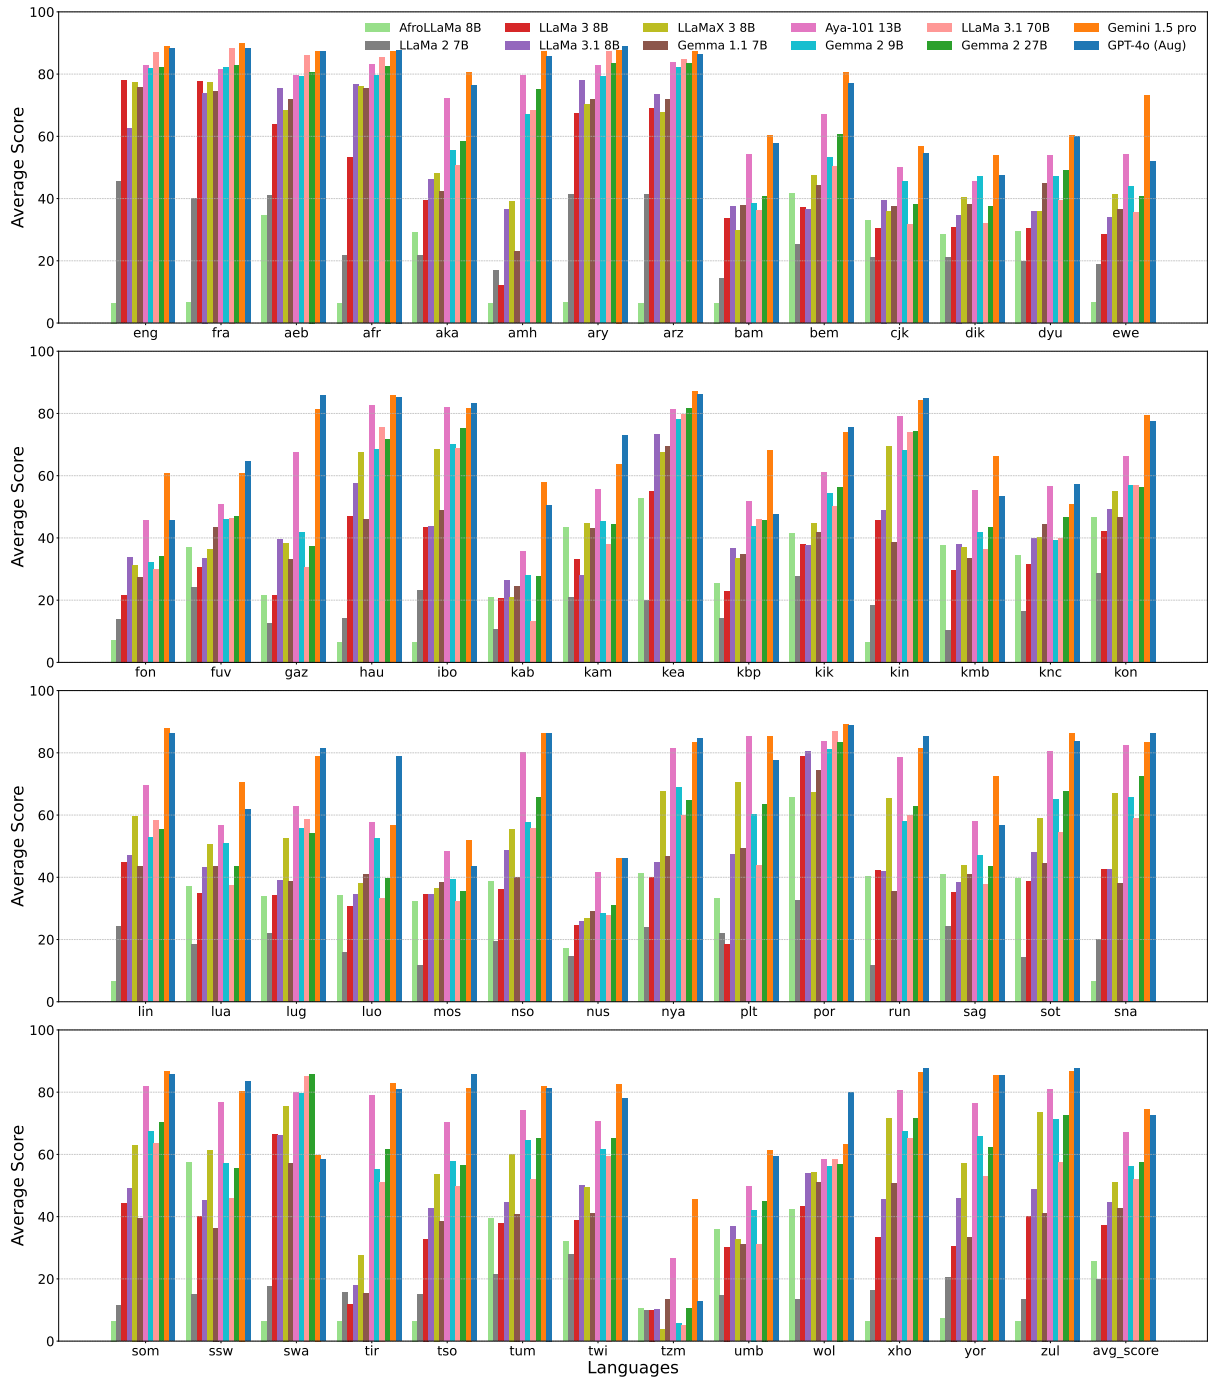 AfroLLaMa 8B LLaMa 3 8B LLaMaX 3 8B Aya-101 13B LLaMa 3.1 70B Gemini 1.5 pro
LLaMa 2 7B LLaMa 3.1 8B Gemma 1.1 7B Gemma 2 9B Gemma 2 27B GPT-4o (Aug)
100
80
60
40
20
0
Average Score
eng fra aeb afr aka amh ary arz bam bem cjk dik dyu ewe
100
80
60
40
20
0
Average Score
fon fuv gaz hau ibo kab kam kea kbp kik kin kmb knc kon
100
80
60
40
20
0
Average Score
lin lua lug luo mos nso nus nya plt por run sag sot sna
100
80
60
40
20
0
Average Score
som ssw swa tir tso tum twi tzm umb wol xho yor zul avg_score
Languages